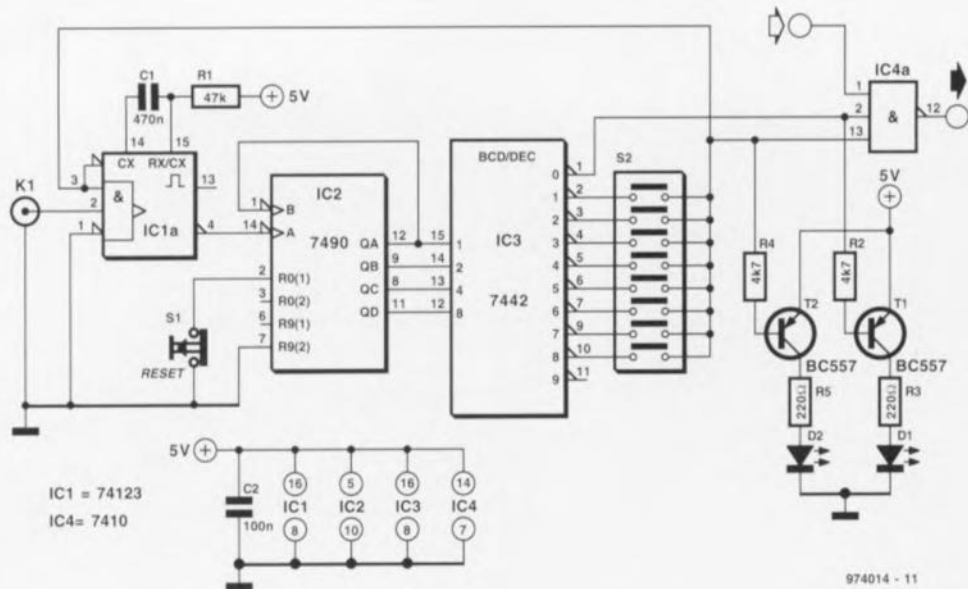 C1
470n
R1
47k
5V
14
15
CX
RX/CX
3
K1
2
&
13
1
IC1a
4
IC2
1
B
14
A
7490
2
R0(1)
3
R0(2)
6
R9(1)
7
R9(2)
QA
12
QB
9
QC
8
QD
11
S1
RESET
BCD/DEC
IC3
7442
15
1
14
2
13
4
12
8
0
1
1
2
2
3
3
4
4
5
5
6
6
7
7
9
8
10
9
11
S2
IC4a
1
2
13
&
12
5V
R4
4k7
R2
4k7
T2
T1
BC557
BC557
220Ω
R5
220Ω
R3
D2
D1
5V
IC1 = 74123
IC4= 7410
C2
100n
16
5
16
14
IC1
IC2
IC3
IC4
8
10
8
7
974014 - 11